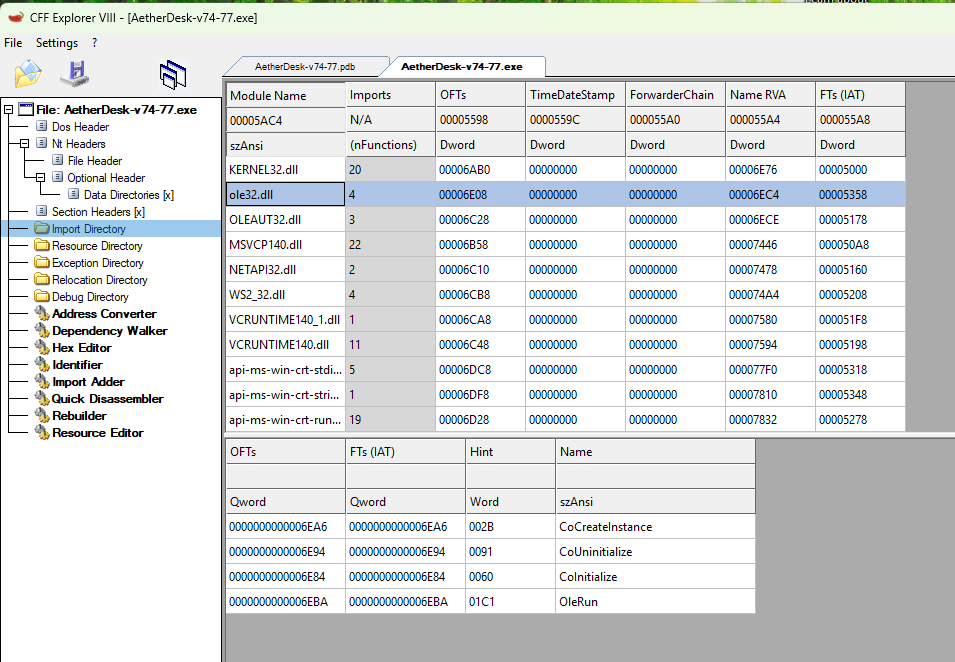 CFF Explorer VIII - [AetherDesk-v74-77.exe]
File Settings ?
AetherDesk-v74-77.pdb AetherDesk-v74-77.exe
File: AetherDesk-v74-77.exe
Dos Header
Nt Headers
File Header
Optional Header
Data Directories [x]
Section Headers [x]
Import Directory
Resource Directory
Exception Directory
Relocation Directory
Debug Directory
Address Converter
Dependency Walker
Hex Editor
Identifier
Import Adder
Quick Disassembler
Rebuilder
Resource Editor
Module Name Imports OFTs TimeDateStamp ForwarderChain Name RVA FTs (IAT)
00005AC4 N/A 00005598 0000559C 000055A0 000055A4 000055A8
szAnsi (nFunctions) Dword Dword Dword Dword Dword
KERNEL32.dll 20 00006AB0 00000000 00000000 00006E76 00005000
ole32.dll 4 00006E08 00000000 00000000 00006EC4 00005358
OLEAUT32.dll 3 00006C28 00000000 00000000 00006ECE 00005178
MSVCP140.dll 22 00006B58 00000000 00000000 00007446 000050A8
NETAPI32.dll 2 00006C10 00000000 00000000 00007478 00005160
WS2_32.dll 4 00006CB8 00000000 00000000 000074A4 00005208
VCRUNTIME140_1.dll 1 00006CA8 00000000 00000000 00007580 000051F8
VCRUNTIME140.dll 11 00006C48 00000000 00000000 00007594 00005198
api-ms-win-crt-stdi... 5 00006DC8 00000000 00000000 000077F0 00005318
api-ms-win-crt-stri... 1 00006DF8 00000000 00000000 00007810 00005348
api-ms-win-crt-run... 19 00006D28 00000000 00000000 00007832 00005278
OFTs FTs (IAT) Hint Name
Qword Qword Word szAnsi
0000000000006EA6 0000000000006EA6 002B CoCreateInstance
0000000000006E94 0000000000006E94 0091 CoUninitialize
0000000000006E84 0000000000006E84 0060 CoInitialize
0000000000006EBA 0000000000006EBA 01C1 OleRun